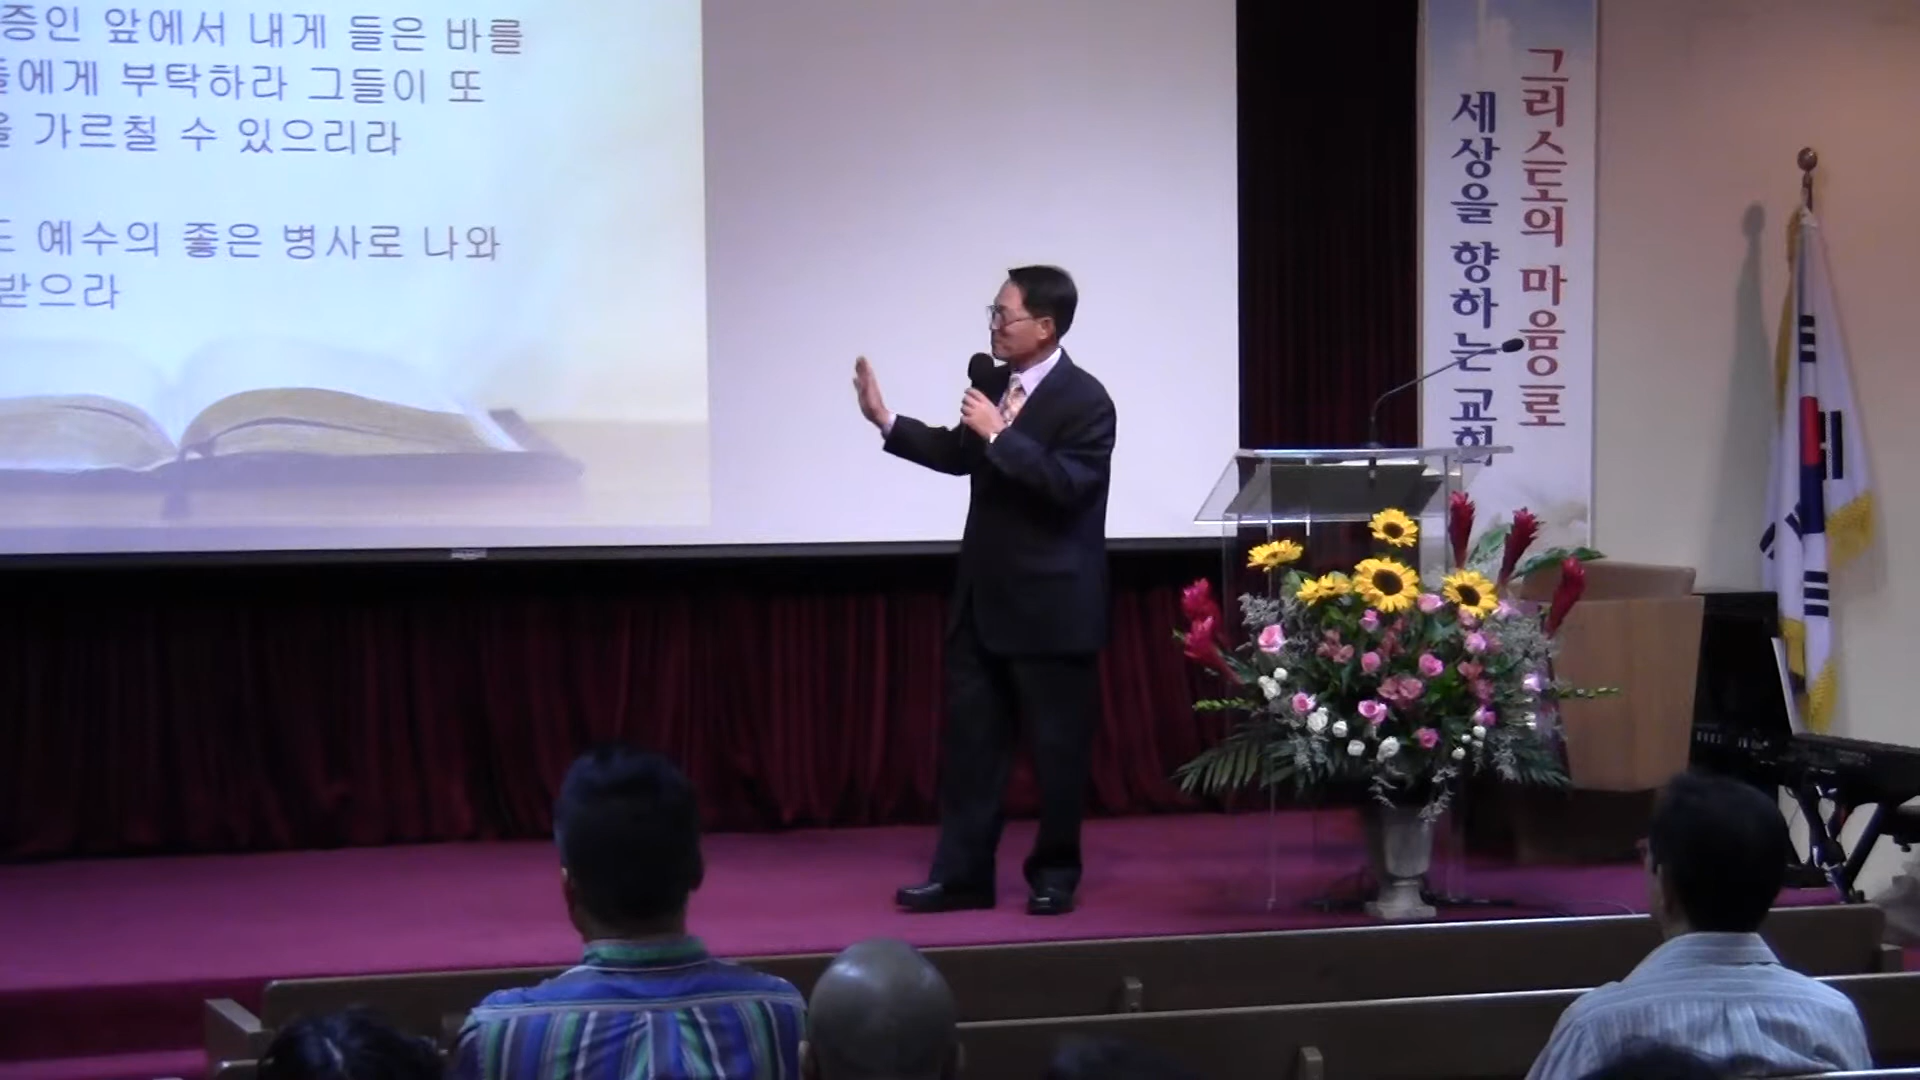 증인 앞에서 내게 들은 바를
들에게 부탁하라 그들이 또
을 가르칠 수 있으리라
예수의 좋은 병사로 나와
받으라
그리스도의 마음으로
세상을 향하는 교회